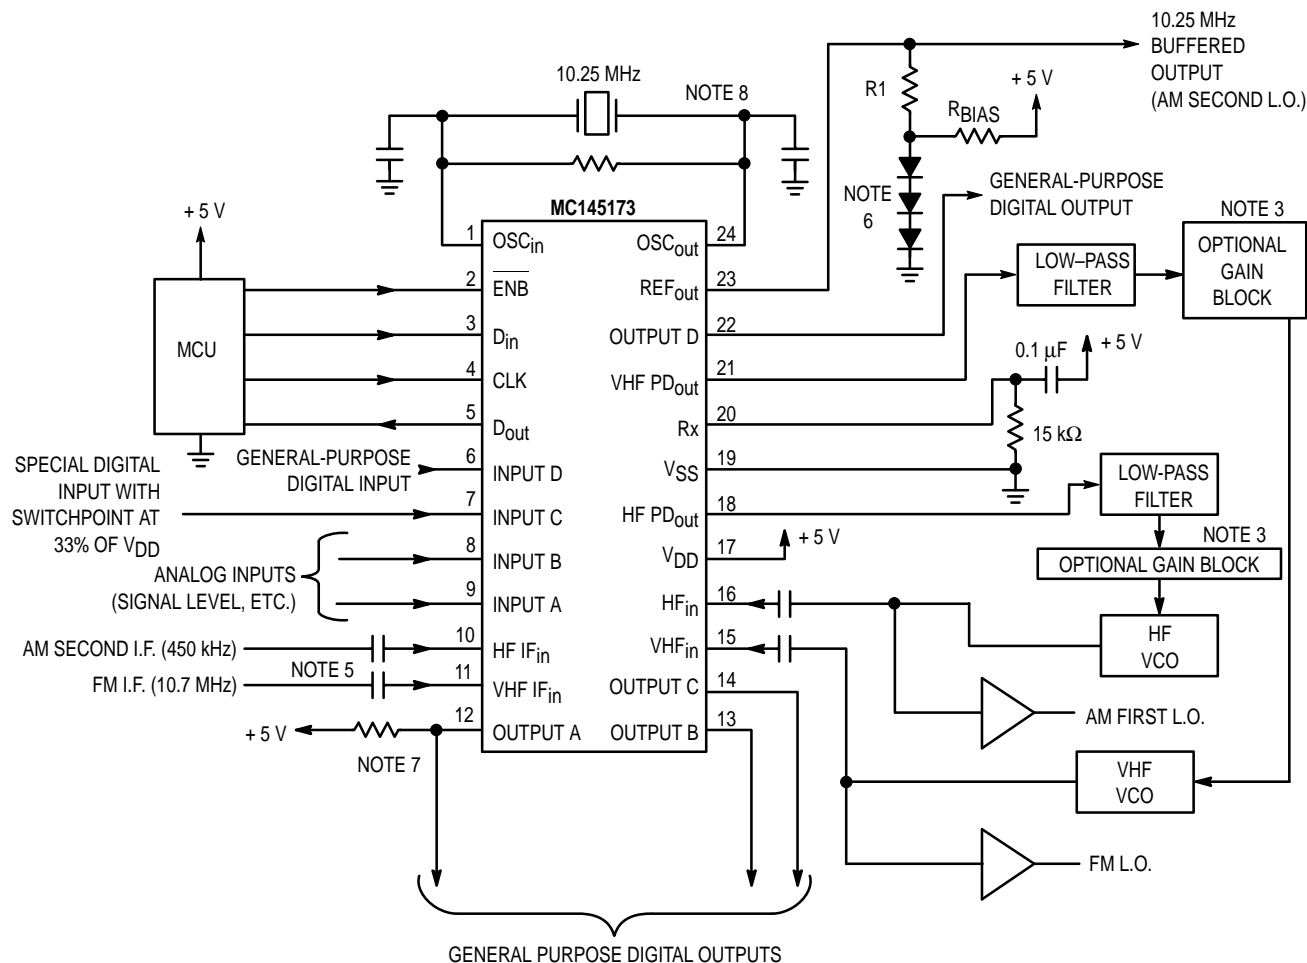 10.25 MHz
BUFFERED
OUTPUT
(AM SECOND L.O.)
10.25 MHz
NOTE 8
R1
+ 5 V
RBIAS
NOTE
6
GENERAL-PURPOSE
DIGITAL OUTPUT
MC145173
+ 5 V
MCU
1
OSCin
2
ENB
3
Din
4
CLK
5
Dout
6
INPUT D
7
INPUT C
8
INPUT B
9
INPUT A
10
HF IFin
11
VHF IFin
12
OUTPUT A
24
OSCout
23
REFout
22
OUTPUT D
21
VHF PDout
20
Rx
19
VSS
18
HF PDout
17
VDD
16
HFin
15
VHFin
14
OUTPUT C
13
OUTPUT B
GENERAL-PURPOSE
DIGITAL INPUT
SPECIAL DIGITAL
INPUT WITH
SWITCHPOINT AT
33% OF VDD
ANALOG INPUTS
(SIGNAL LEVEL, ETC.)
AM SECOND I.F. (450 kHz)
NOTE 5
FM I.F. (10.7 MHz)
+ 5 V
NOTE 7
LOW–PASS
FILTER
NOTE 3
OPTIONAL
GAIN
BLOCK
0.1 µF
+ 5 V
15 kΩ
LOW-PASS
FILTER
+ 5 V
NOTE 3
OPTIONAL GAIN BLOCK
HF
VCO
AM FIRST L.O.
VHF
VCO
FM L.O.
GENERAL PURPOSE DIGITAL OUTPUTS